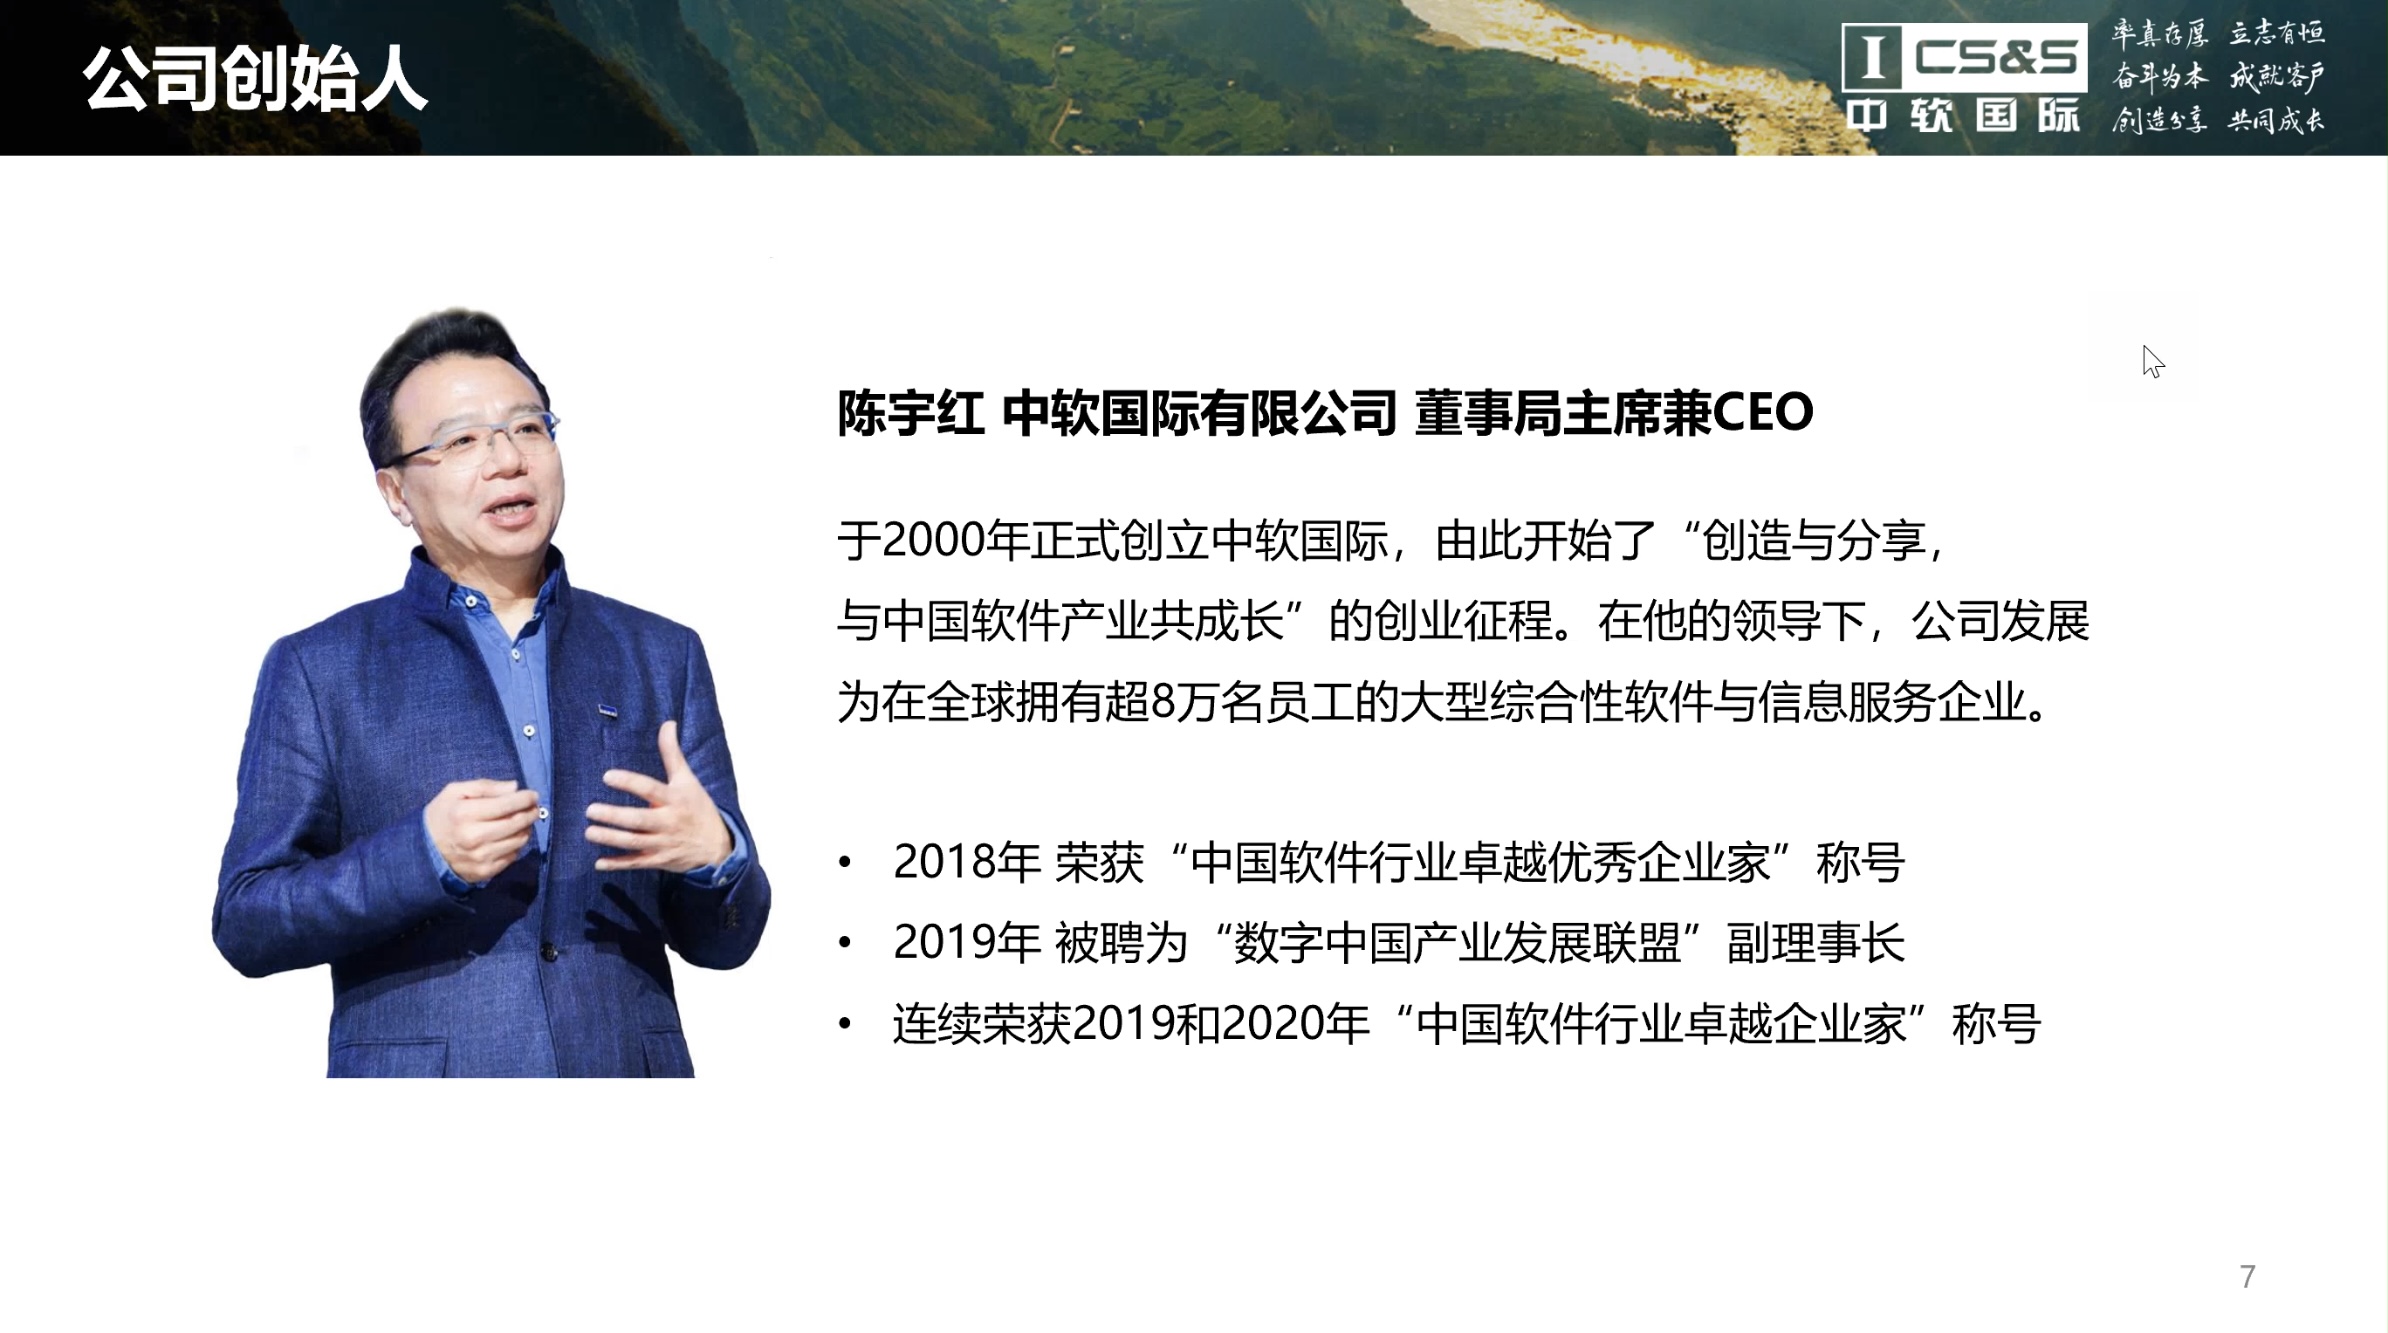 公司创始人
I CS&S
中软国际
率真存厚 立志有恒
奋斗为本 成就客户
创造分享 共同成长
陈宇红 中软国际有限公司 董事局主席兼CEO
于2000年正式创立中软国际，由此开始了“创造与分享，
与中国软件产业共成长”的创业征程。在他的领导下，公司发展
为在全球拥有超8万名员工的大型综合性软件与信息服务企业。
• 2018年 荣获“中国软件行业卓越优秀企业家”称号
• 2019年 被聘为“数字中国产业发展联盟”副理事长
• 连续荣获2019和2020年“中国软件行业卓越企业家”称号
7